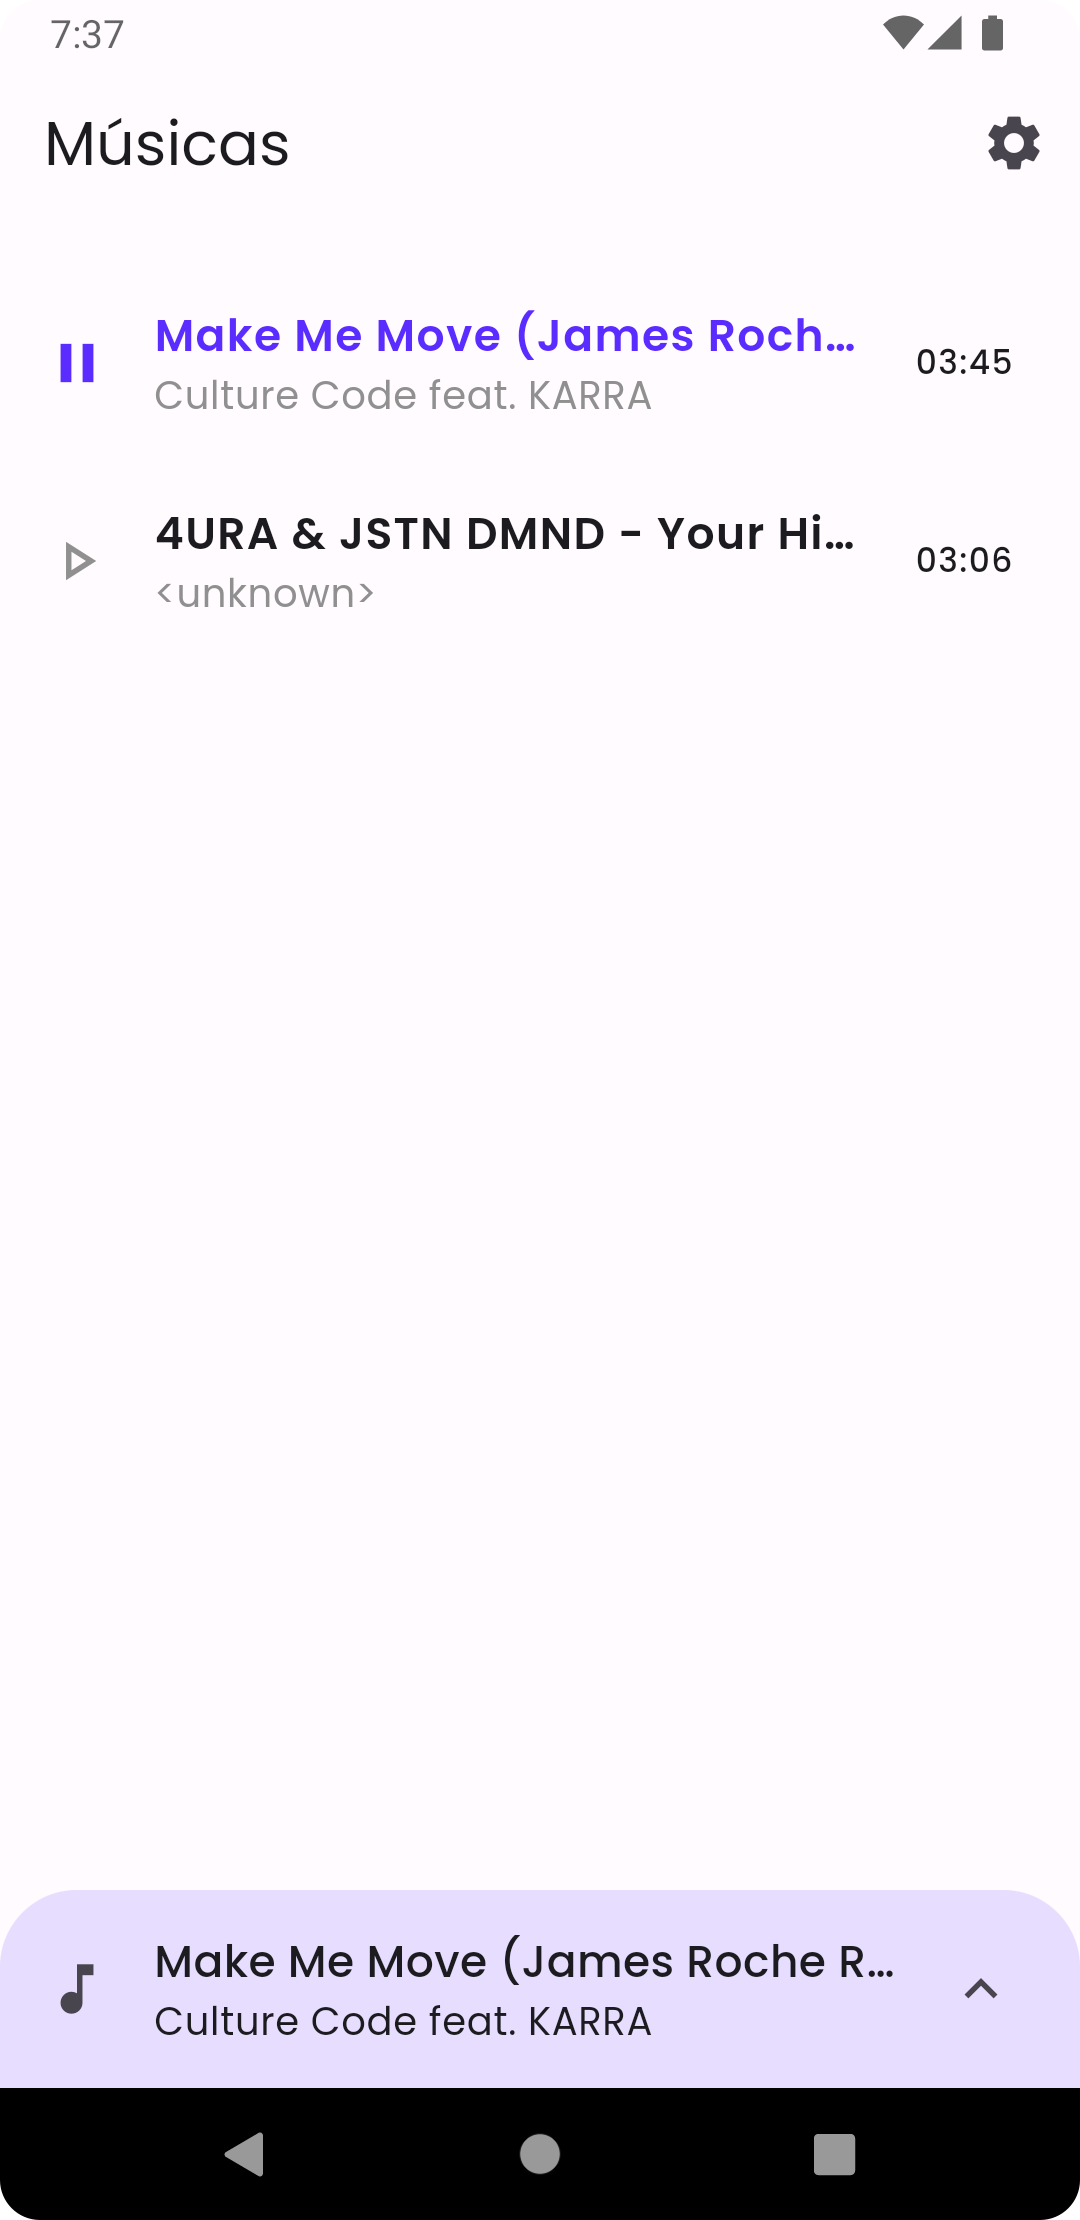 7:37
Músicas
Make Me Move (James Roch...
03:45
Culture Code feat. KARRA
4URA & JSTN DMND - Your Hi...
03:06
<unknown>
Make Me Move (James Roche R...
Culture Code feat. KARRA